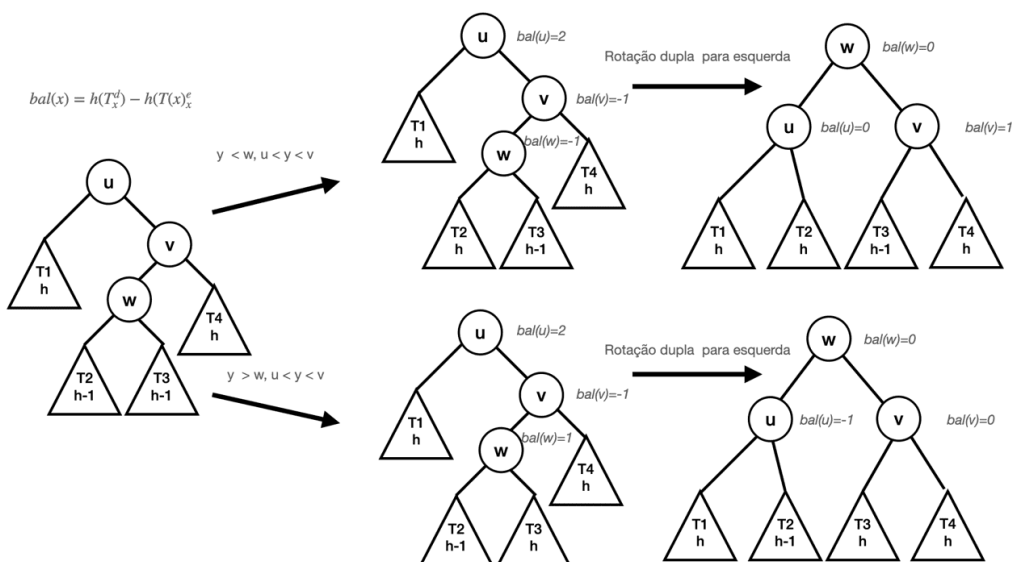 u
bal(u)=2
w
bal(w)=0
Rotação dupla para esquerda
bal(x) = h(T_x^d) − h(T(x)_x^e
v
bal(v)=-1
T1
h
u
bal(u)=0
v
bal(v)=1
y < w, u < y < v
w
bal(w)=-1
T4
h
u
T2
h
T3
h-1
T1
h
T2
h
T3
h-1
T4
h
v
T1
h
w
T4
h
u
bal(u)=2
w
bal(w)=0
Rotação dupla para esquerda
T2
h-1
T3
h-1
y > w, u < y < v
v
bal(v)=-1
T1
h
u
bal(u)=-1
v
bal(v)=0
w
bal(w)=1
T4
h
T2
h-1
T3
h
T1
h
T2
h-1
T3
h
T4
h